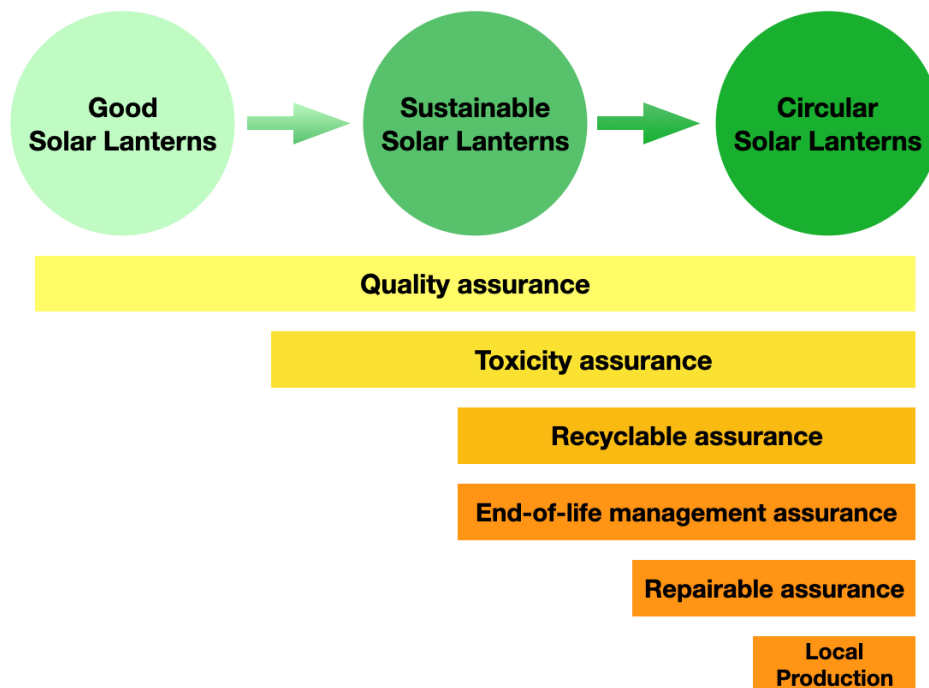 Good
Solar Lanterns
Sustainable
Solar Lanterns
Circular
Solar Lanterns
Quality assurance
Toxicity assurance
Recyclable assurance
End-of-life management assurance
Repairable assurance
Local
Production